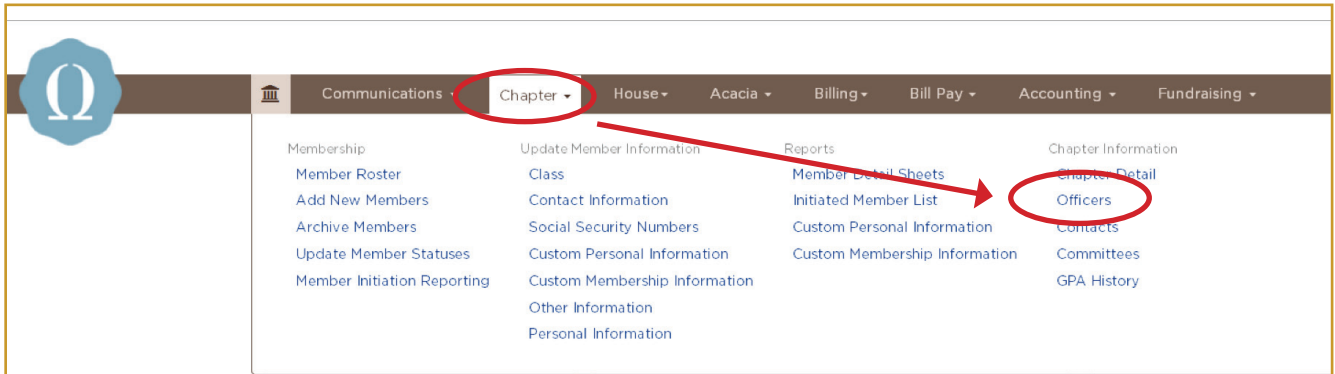 Ω
Communications Chapter House Acacia Billing Bill Pay Accounting Fundraising
Membership
Member Roster
Add New Members
Archive Members
Update Member Statuses
Member Initiation Reporting
Update Member Information
Class
Contact Information
Social Security Numbers
Custom Personal Information
Custom Membership Information
Other Information
Personal Information
Reports
Member Detail Sheets
Initiated Member List
Custom Personal Information
Custom Membership Information
Chapter Information
Chapter Detail
Officers
Contacts
Committees
GPA History